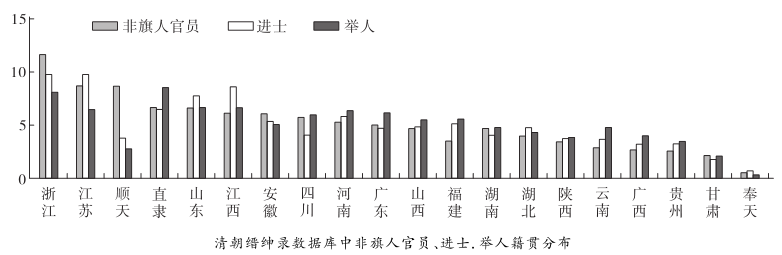 15
非旗人官员 进士 举人
10
5
0
浙江 江苏 顺天 直隶 山东 江西 安徽 四川 河南 广东 山西 福建 湖南 湖北 陕西 云南 广西 贵州 甘肃 奉天
清朝缙绅录数据库中非旗人官员、进士.举人籍贯分布